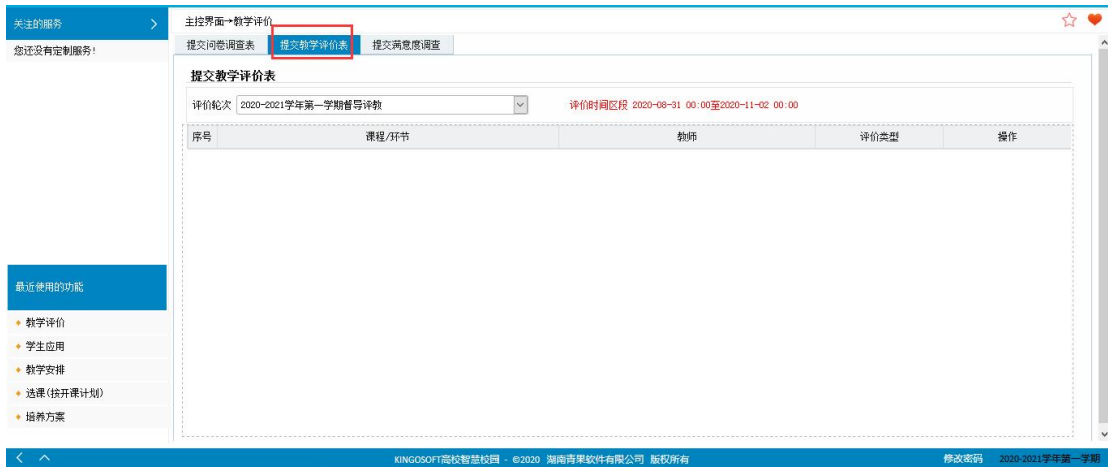 关注的服务
主控界面→教学评价
您还没有定制服务!
提交问卷调查表 提交教学评价表 提交满意度调查
提交教学评价表
评价轮次 2020-2021学年第一学期督导评教 评价时间区段 2020-08-31 00:00至2020-11-02 00:00
序号 课程/环节 教师 评价类型 操作
最近使用的功能
教学评价
学生应用
教学安排
选课(按开课计划)
培养方案
KINGOSOFT高校智慧校园 - ©2020 湖南青果软件有限公司 版权所有 修改密码 2020-2021学年第一学期